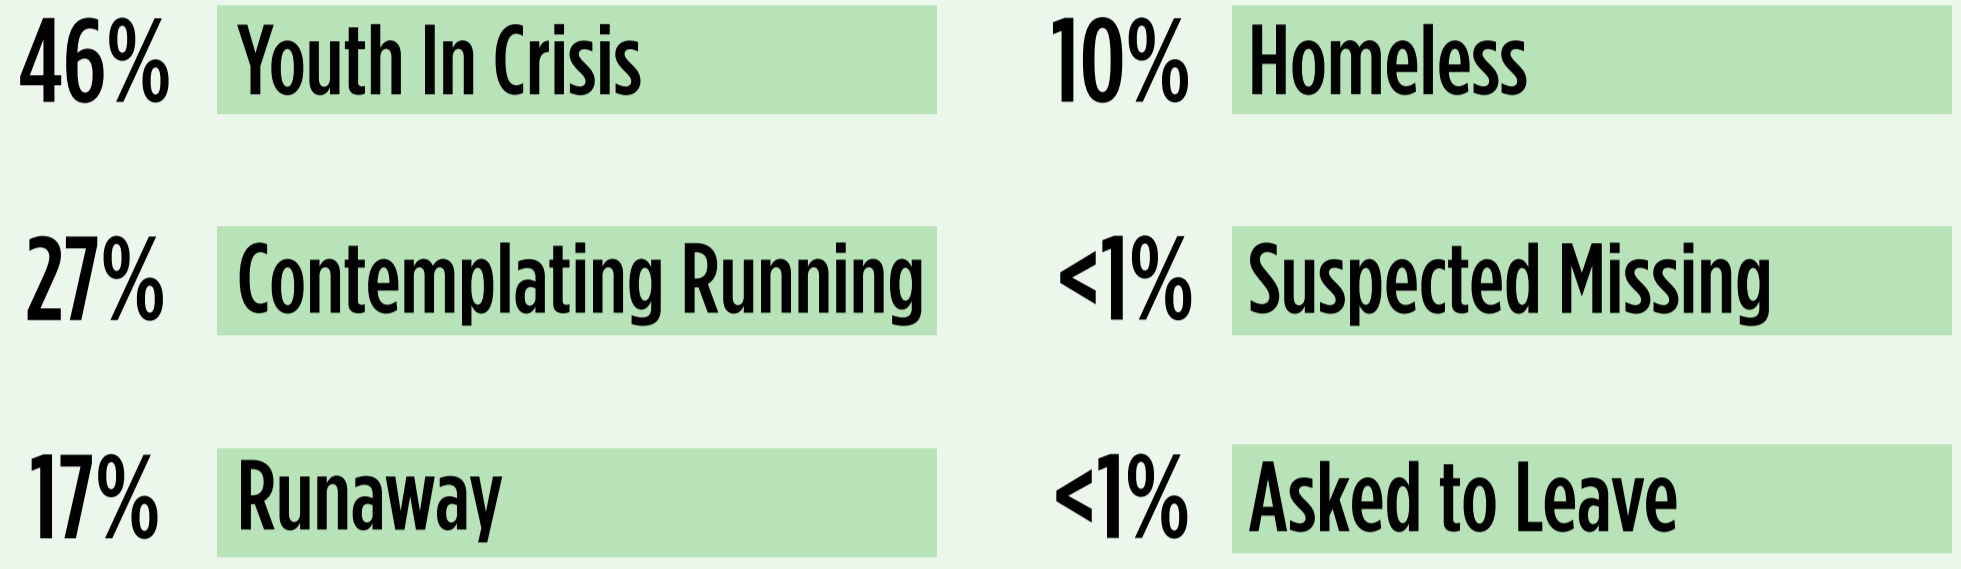 46% Youth In Crisis
27% Contemplating Running
17% Runaway
10% Homeless
<1% Suspected Missing
<1% Asked to Leave